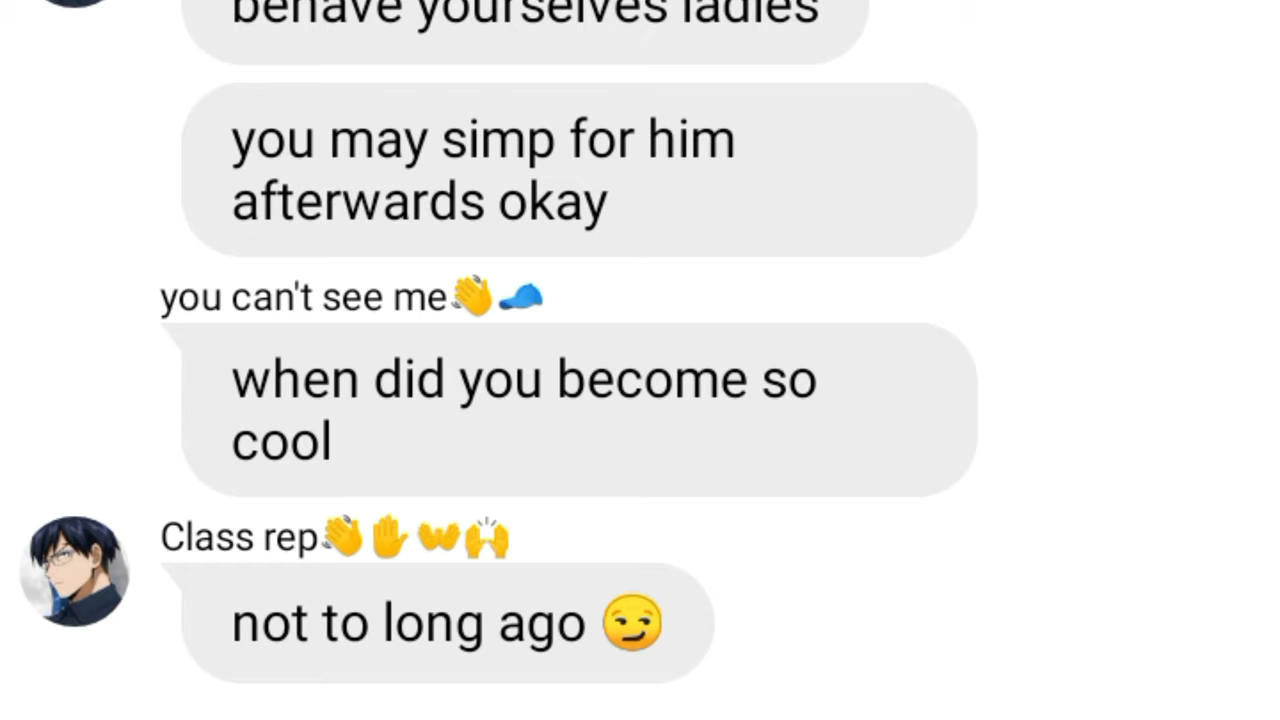 behave yourselves ladies
you may simp for him
afterwards okay
you can't see me👋🧢
when did you become so
cool
Class rep👋✋👐🙌
not to long ago 😏